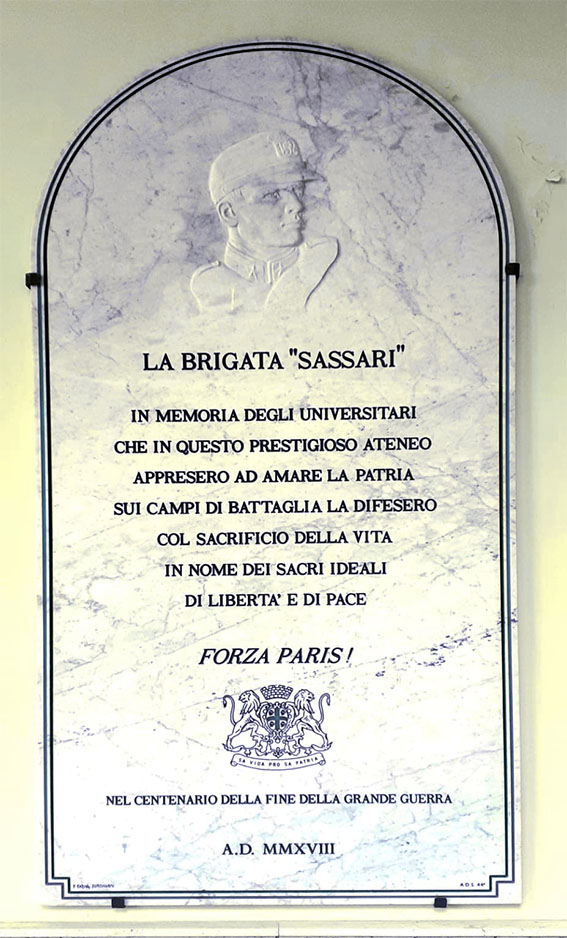 152
LA BRIGATA "SASSARI"
IN MEMORIA DEGLI UNIVERSITARI
CHE IN QUESTO PRESTIGIOSO ATENEO
APPRESERO AD AMARE LA PATRIA
SUI CAMPI DI BATTAGLIA LA DIFESERO
COL SACRIFICIO DELLA VITA
IN NOME DEI SACRI IDEALI
DI LIBERTA' E DI PACE
FORZA PARIS!
SA VIDA PRO SA PATRIA
NEL CENTENARIO DELLA FINE DELLA GRANDE GUERRA
A.D. MMXVIII
A D S 44°